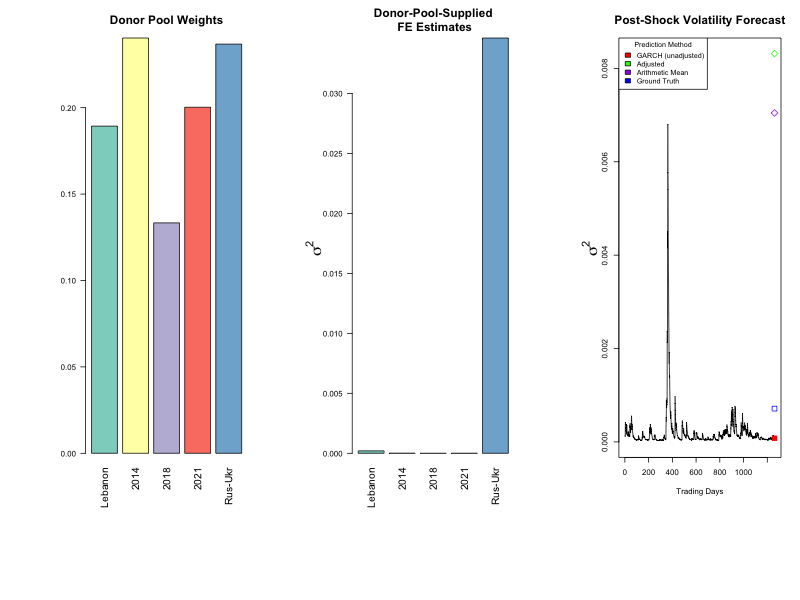 Donor Pool Weights
0.00
0.05
0.10
0.15
0.20
Lebanon
2014
2018
2021
Rus-Ukr
Donor-Pool-Supplied
FE Estimates
σ2
0.000
0.005
0.010
0.015
0.020
0.025
0.030
Lebanon
2014
2018
2021
Rus-Ukr
Post-Shock Volatility Forecast
Prediction Method
GARCH (unadjusted)
Adjusted
Arithmetic Mean
Ground Truth
σ2
0.000
0.002
0.004
0.006
0.008
0 200 400 600 800 1000
Trading Days